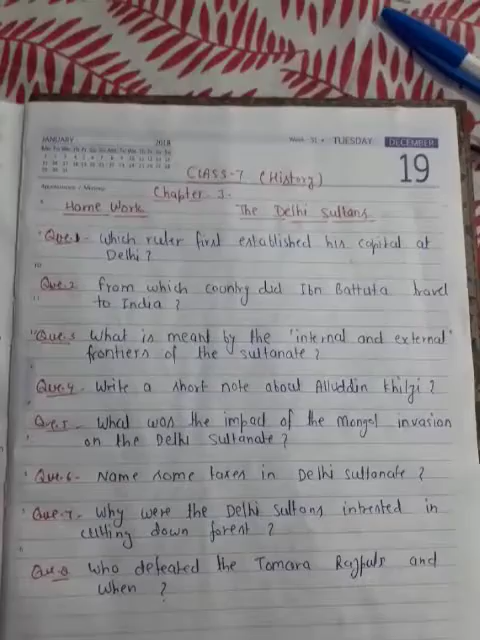 JANUARY 2018
Week 51 • TUESDAY DECEMBER
19
Appointments / Memos
CLASS-7 (History)
Chapter-3.
Home Work The Delhi sultans
Que.1- which ruler first established his capital at
Delhi ?
Que.2 from which country did Ibn Battuta travel
to India ?
Que.3 What is meant by the "internal and external"
frontiers of the sultanate ?
Que.4- Write a short note about Alluddin Khilzi ?
Que.5- What was the impact of the Mongol invasion
on the Delhi Sultanate ?
Que.6- Name some taxes in Delhi sultanate ?
Que.7- Why were the Delhi Sultans intrested in
cutting down forest ?
Que.8 Who defeated the Tomara Rajputs and
when ?